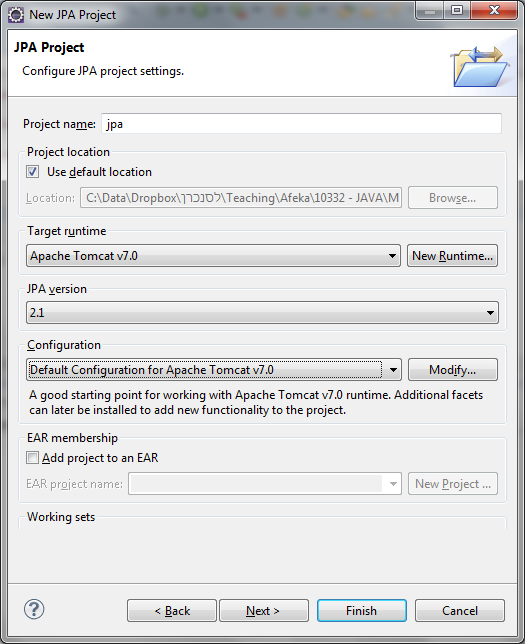 New JPA Project
JPA Project
Configure JPA project settings.
Project name: jpa
Project location
Use default location
Location: C:\Data\Dropbox\לסנכרן\Teaching\Afeka\10332 - JAVA\M Browse...
Target runtime
Apache Tomcat v7.0 New Runtime...
JPA version
2.1
Configuration
Default Configuration for Apache Tomcat v7.0 Modify...
A good starting point for working with Apache Tomcat v7.0 runtime. Additional facets
can later be installed to add new functionality to the project.
EAR membership
Add project to an EAR
EAR project name: New Project ...
Working sets
? < Back Next > Finish Cancel